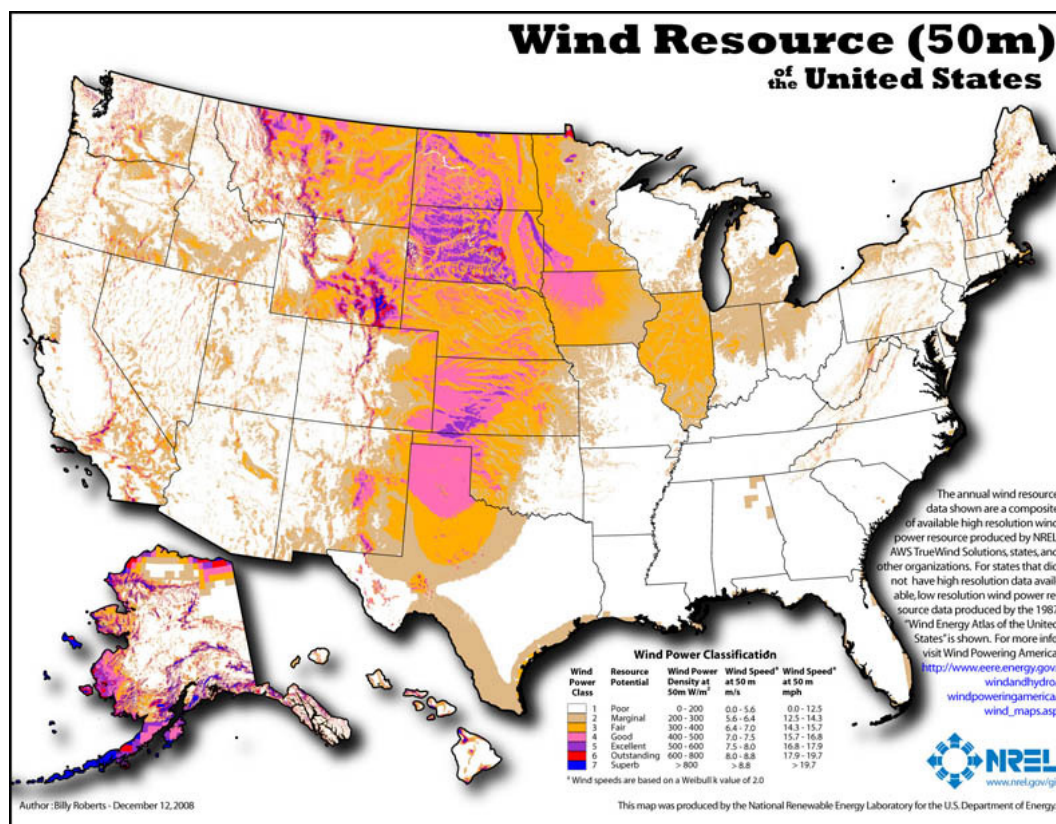 Wind Resource (50m)
of the United States
The annual wind resource
data shown are a composite
of available high resolution wind
power resource produced by NREL
AWS TrueWind Solutions, states, and
other organizations. For states that did
not have high resolution data avail
able, low resolution wind power re
source data produced by the 1987
"Wind Energy Atlas of the United
States" is shown. For more info
visit Wind Powering America
http://www.eere.energy.gov
windandhydro/
windpoweringamerica
wind_maps.asp
Wind Power Classification
Wind Power Class Resource Potential Wind Power Density at 50m W/m² Wind Speed* at 50 m m/s Wind Speed* at 50 m mph
1 Poor 0 - 200 0.0 - 5.6 0.0 - 12.5
2 Marginal 200 - 300 5.6 - 6.4 12.5 - 14.3
3 Fair 300 - 400 6.4 - 7.0 14.3 - 15.7
4 Good 400 - 500 7.0 - 7.5 15.7 - 16.8
5 Excellent 500 - 600 7.5 - 8.0 16.8 - 17.9
6 Outstanding 600 - 800 8.0 - 8.8 17.9 - 19.7
7 Superb > 800 > 8.8 > 19.7
* Wind speeds are based on a Weibull k value of 2.0
NREL
www.nrel.gov/gi
Author : Billy Roberts - December 12, 2008
This map was produced by the National Renewable Energy Laboratory for the U.S. Department of Energy.